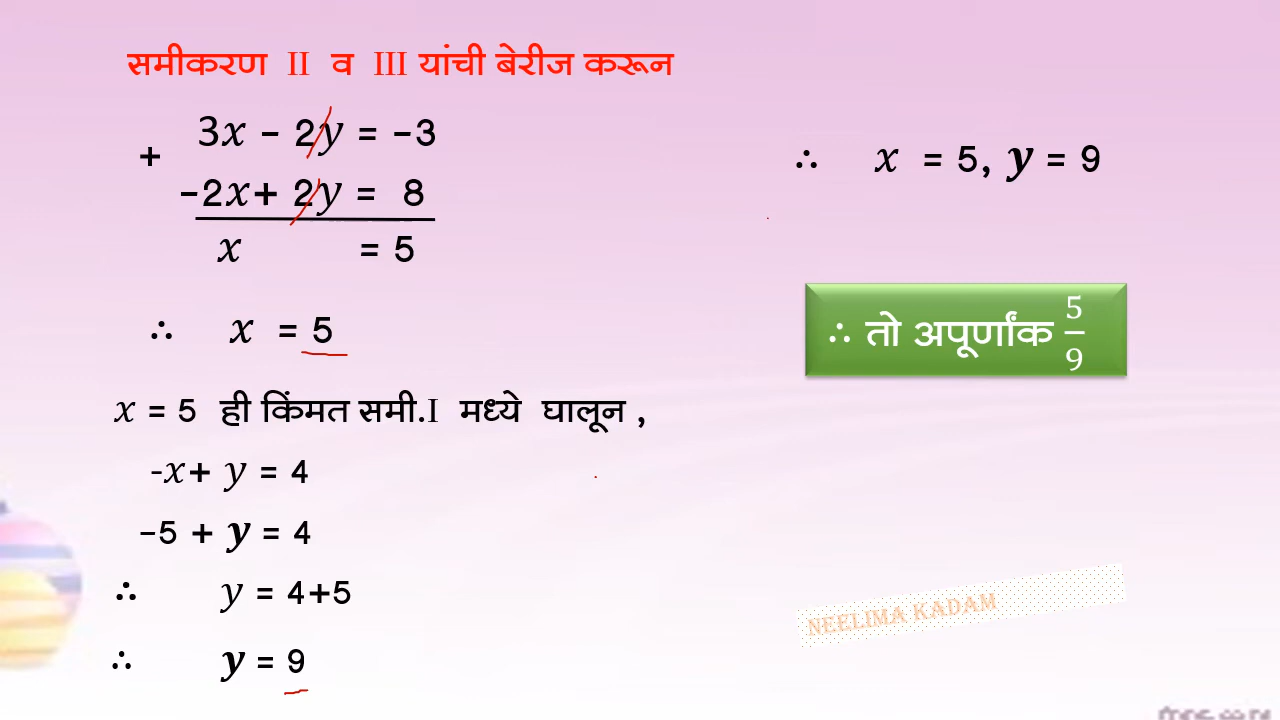 समीकरण II व III यांची बेरीज करून
3x – 2y = –3
+
–2x+ 2y = 8
x = 5
∴ x = 5
x = 5 ही किंमत समी.I मध्ये घालून ,
-x+ y = 4
–5 + y = 4
∴ y = 4+5
∴ y = 9
∴ x = 5, y = 9
∴ तो अपूर्णांक 5/9
NEELIMA KADAM